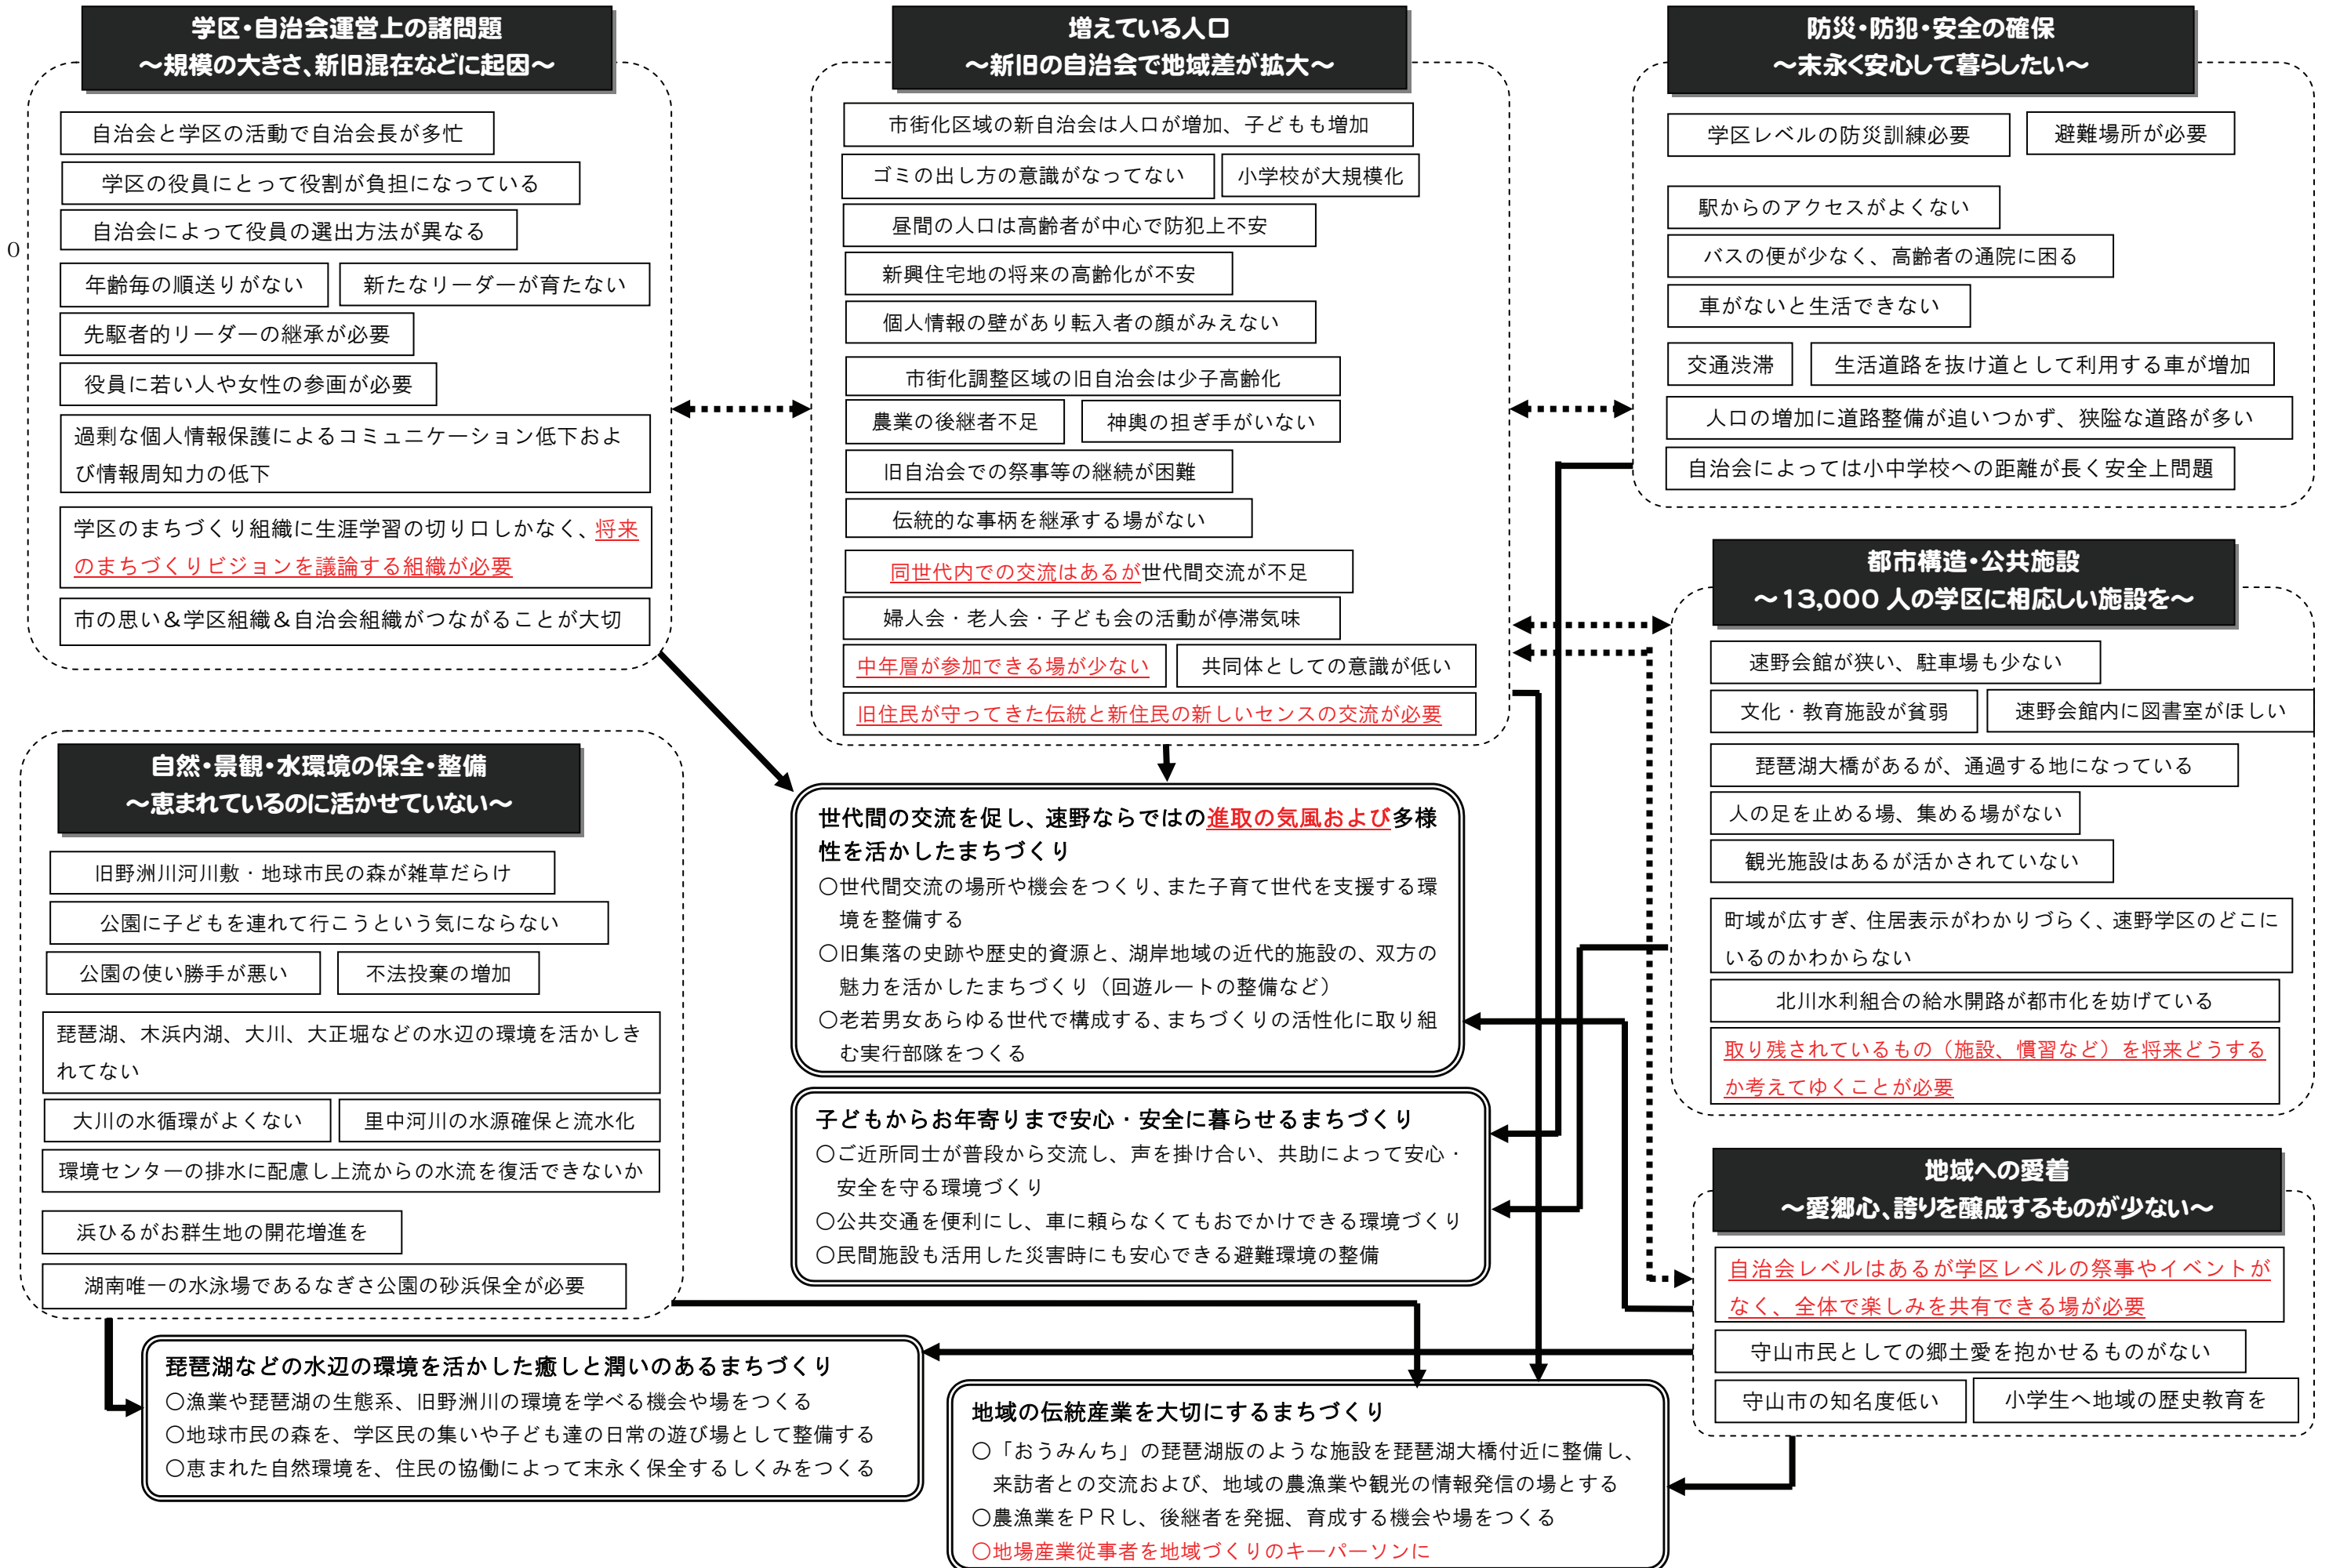 学区・自治会運営上の諸問題
～規模の大きさ、新旧混在などに起因～
自治会と学区の活動で自治会長が多忙
学区の役員にとって役割が負担になっている
自治会によって役員の選出方法が異なる
0
年齢毎の順送りがない
新たなリーダーが育たない
先駆者的リーダーの継承が必要
役員に若い人や女性の参画が必要
過剰な個人情報保護によるコミュニケーション低下およ
び情報周知力の低下
学区のまちづくり組織に生涯学習の切り口しかなく、将来
のまちづくりビジョンを議論する組織が必要
市の思い＆学区組織＆自治会組織がつながることが大切
増えている人口
～新旧の自治会で地域差が拡大～
市街化区域の新自治会は人口が増加、子どもも増加
ゴミの出し方の意識がなってない
小学校が大規模化
昼間の人口は高齢者が中心で防犯上不安
新興住宅地の将来の高齢化が不安
個人情報の壁があり転入者の顔がみえない
市街化調整区域の旧自治会は少子高齢化
農業の後継者不足
神輿の担ぎ手がいない
旧自治会での祭事等の継続が困難
伝統的な事柄を継承する場がない
同世代内での交流はあるが世代間交流が不足
婦人会・老人会・子ども会の活動が停滞気味
中年層が参加できる場が少ない
共同体としての意識が低い
旧住民が守ってきた伝統と新住民の新しいセンスの交流が必要
防災・防犯・安全の確保
～末永く安心して暮らしたい～
学区レベルの防災訓練必要
避難場所が必要
駅からのアクセスがよくない
バスの便が少なく、高齢者の通院に困る
車がないと生活できない
交通渋滞
生活道路を抜け道として利用する車が増加
人口の増加に道路整備が追いつかず、狭隘な道路が多い
自治会によっては小中学校への距離が長く安全上問題
都市構造・公共施設
～13,000 人の学区に相応しい施設を～
速野会館が狭い、駐車場も少ない
文化・教育施設が貧弱
速野会館内に図書室がほしい
琵琶湖大橋があるが、通過する地になっている
人の足を止める場、集める場がない
観光施設はあるが活かされていない
町域が広すぎ、住居表示がわかりづらく、速野学区のどこに
いるのかわからない
北川水利組合の給水開路が都市化を妨げている
取り残されているもの（施設、慣習など）を将来どうする
か考えてゆくことが必要
自然・景観・水環境の保全・整備
～恵まれているのに活かせていない～
旧野洲川河川敷・地球市民の森が雑草だらけ
公園に子どもを連れて行こうという気にならない
公園の使い勝手が悪い
不法投棄の増加
琵琶湖、木浜内湖、大川、大正堀などの水辺の環境を活かしき
れてない
大川の水循環がよくない
里中河川の水源確保と流水化
環境センターの排水に配慮し上流からの水流を復活できないか
浜ひるがお群生地の開花増進を
湖南唯一の水泳場であるなぎさ公園の砂浜保全が必要
世代間の交流を促し、速野ならではの進取の気風および多様
性を活かしたまちづくり
○世代間交流の場所や機会をつくり、また子育て世代を支援する環
境を整備する
○旧集落の史跡や歴史的資源と、湖岸地域の近代的施設の、双方の
魅力を活かしたまちづくり（回遊ルートの整備など）
○老若男女あらゆる世代で構成する、まちづくりの活性化に取り組
む実行部隊をつくる
子どもからお年寄りまで安心・安全に暮らせるまちづくり
○ご近所同士が普段から交流し、声を掛け合い、共助によって安心・
安全を守る環境づくり
○公共交通を便利にし、車に頼らなくてもおでかけできる環境づくり
○民間施設も活用した災害時にも安心できる避難環境の整備
地域への愛着
～愛郷心、誇りを醸成するものが少ない～
自治会レベルはあるが学区レベルの祭事やイベントが
なく、全体で楽しみを共有できる場が必要
守山市民としての郷土愛を抱かせるものがない
守山市の知名度低い
小学生へ地域の歴史教育を
琵琶湖などの水辺の環境を活かした癒しと潤いのあるまちづくり
○漁業や琵琶湖の生態系、旧野洲川の環境を学べる機会や場をつくる
○地球市民の森を、学区民の集いや子ども達の日常の遊び場として整備する
○恵まれた自然環境を、住民の協働によって末永く保全するしくみをつくる
地域の伝統産業を大切にするまちづくり
○「おうみんち」の琵琶湖版のような施設を琵琶湖大橋付近に整備し、
来訪者との交流および、地域の農漁業や観光の情報発信の場とする
○農漁業をＰＲし、後継者を発掘、育成する機会や場をつくる
○地場産業従事者を地域づくりのキーパーソンに